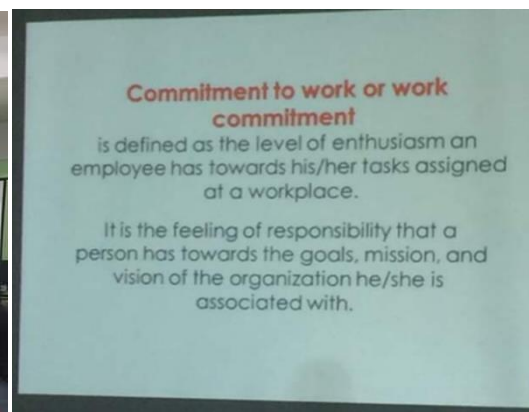 Commitment to work or work
commitment
is defined as the level of enthusiasm an
employee has towards his/her tasks assigned
at a workplace.
It is the feeling of responsibility that a
person has towards the goals, mission, and
vision of the organization he/she is
associated with.